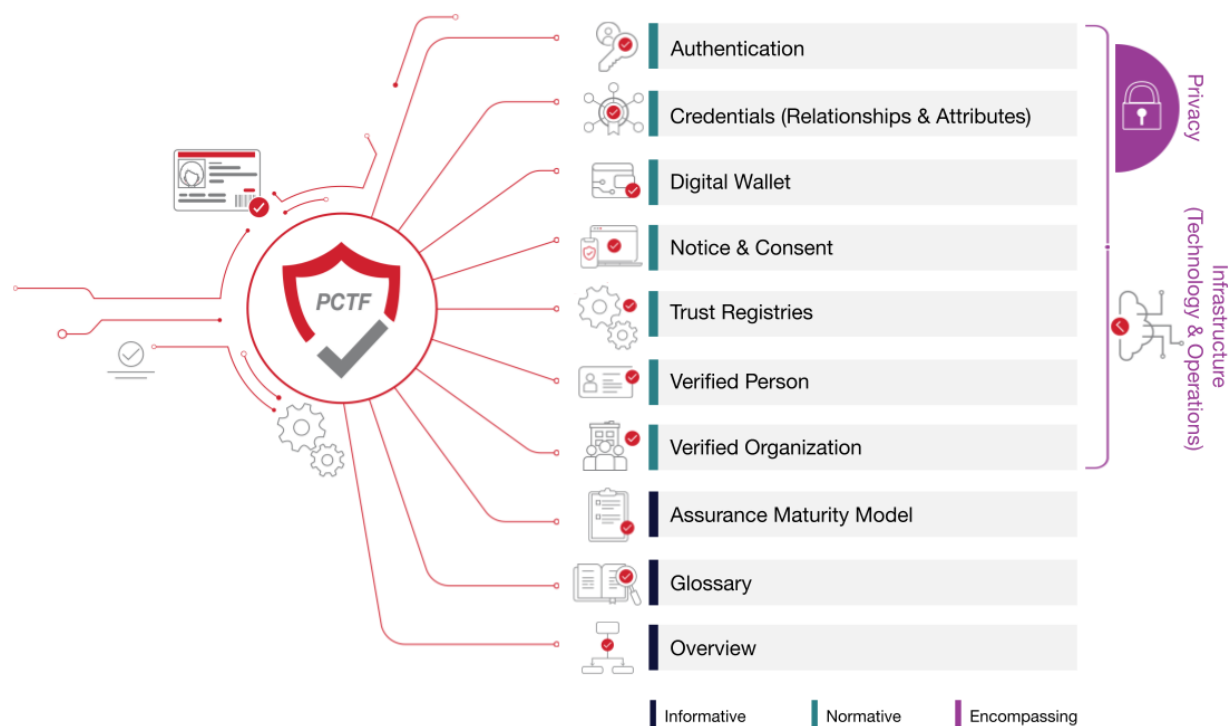 PCTF
Authentication
Credentials (Relationships & Attributes)
Digital Wallet
Notice & Consent
Trust Registries
Verified Person
Verified Organization
Assurance Maturity Model
Glossary
Overview
Privacy
Infrastructure
(Technology & Operations)
Informative
Normative
Encompassing